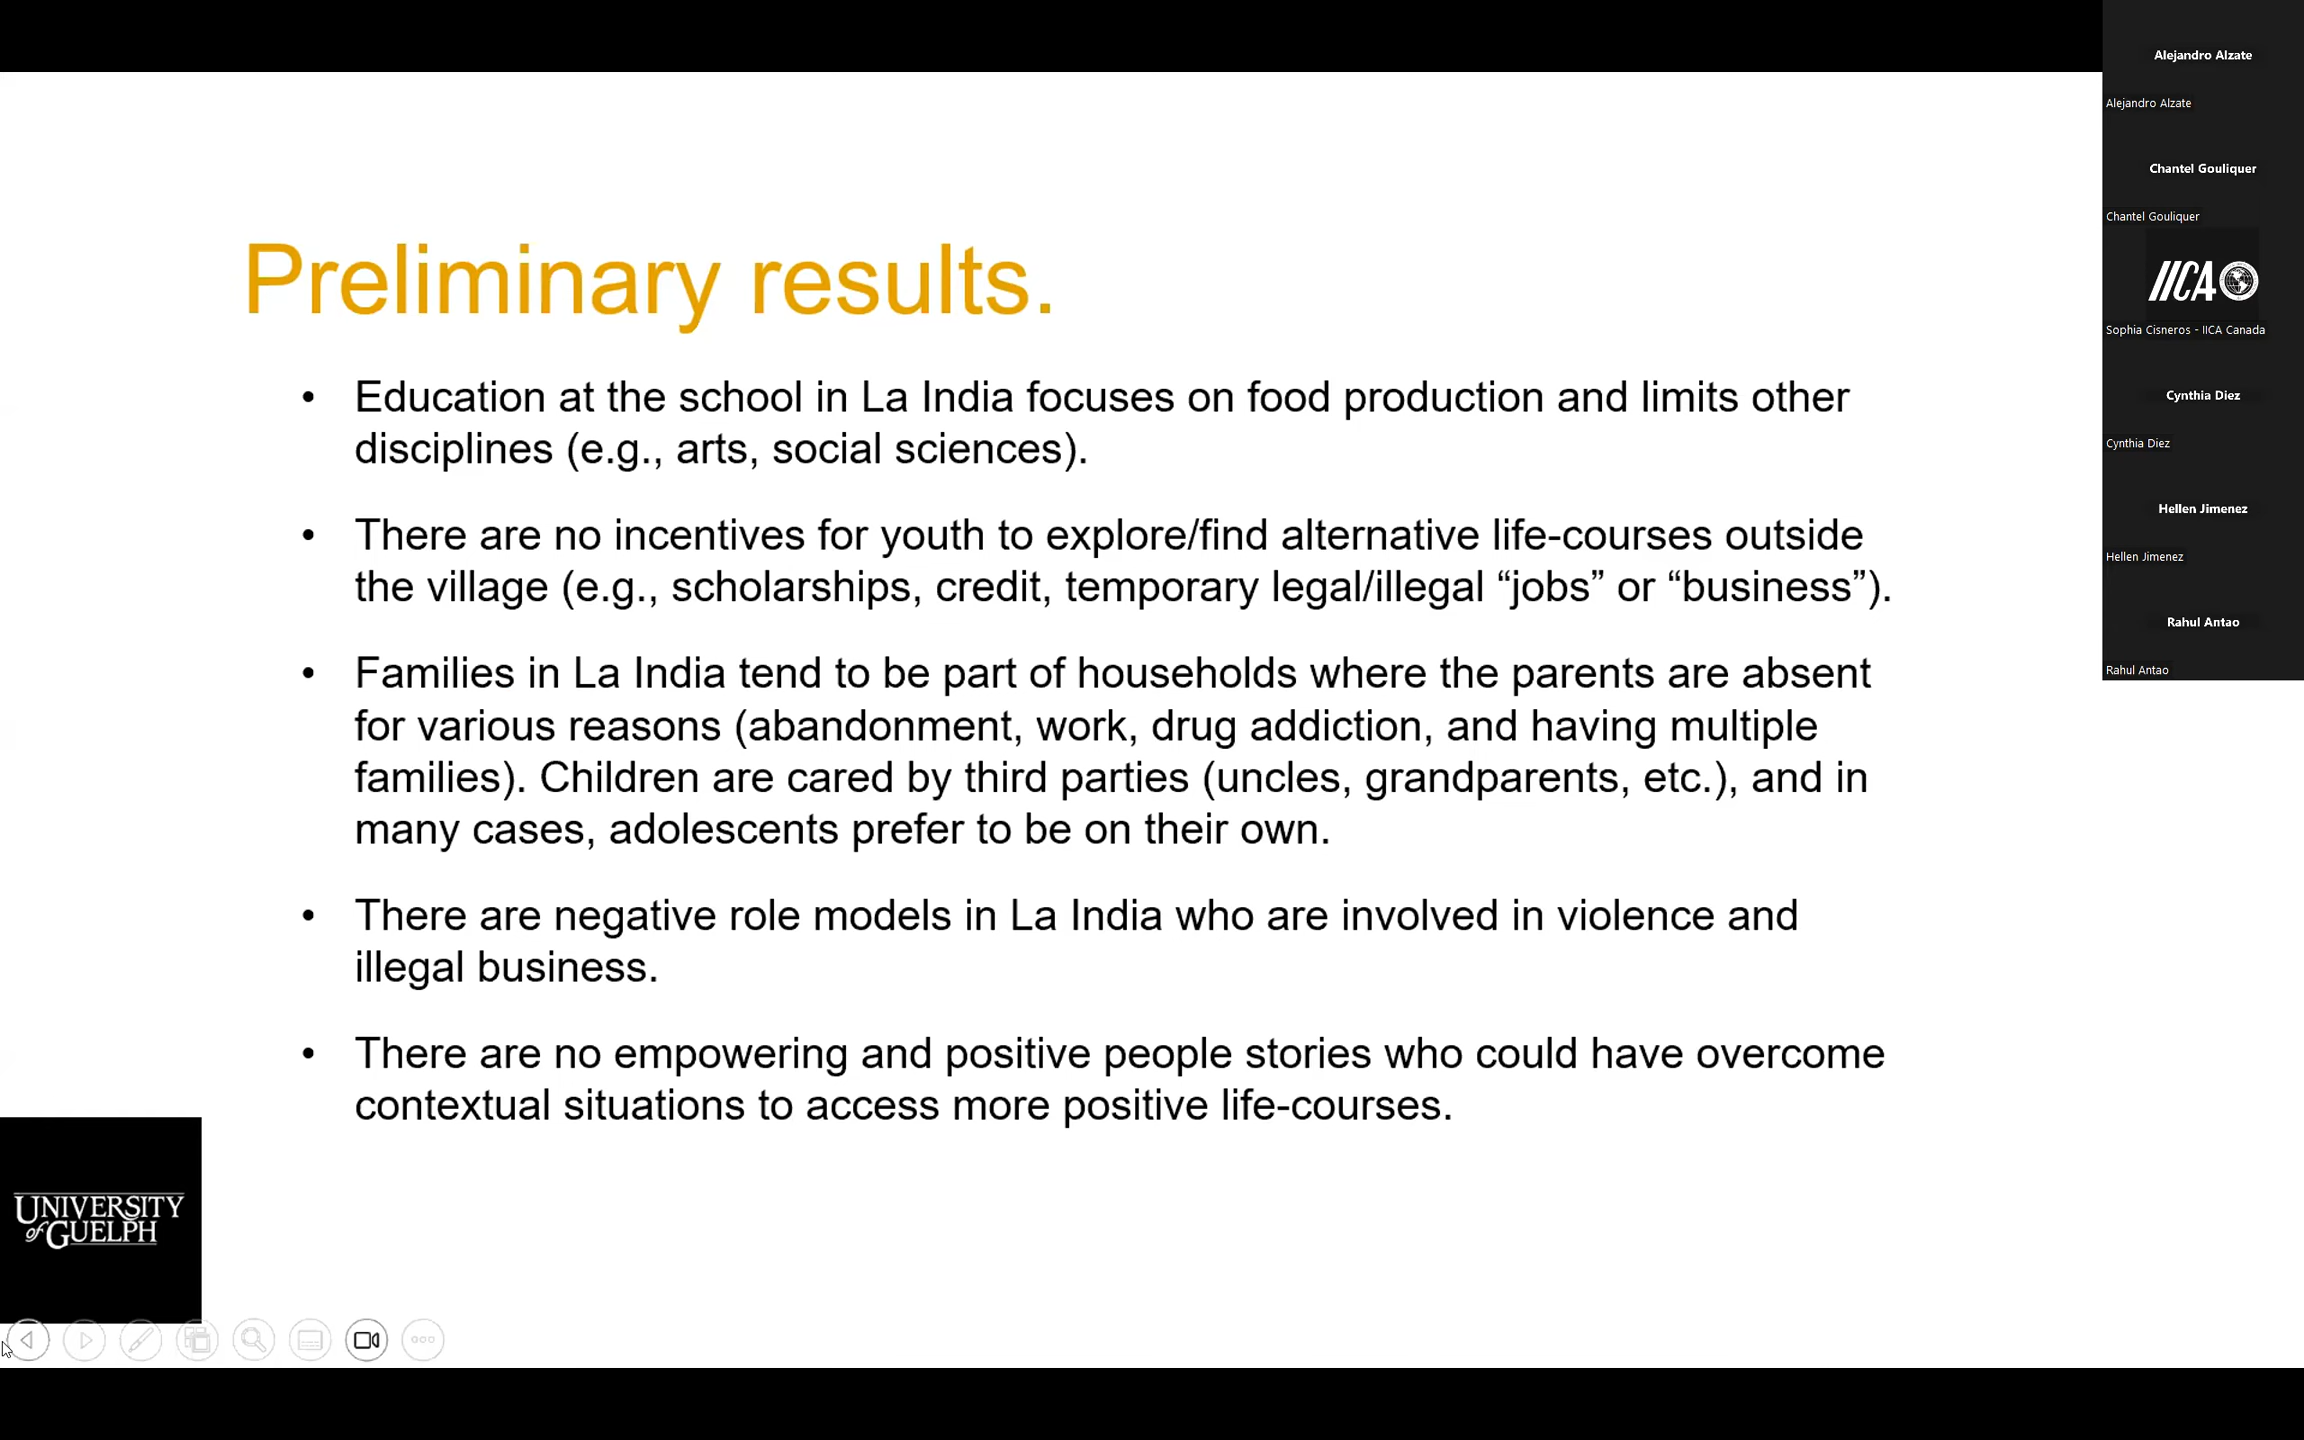 Preliminary results.
• Education at the school in La India focuses on food production and limits other
disciplines (e.g., arts, social sciences).
• There are no incentives for youth to explore/find alternative life-courses outside
the village (e.g., scholarships, credit, temporary legal/illegal “jobs” or “business”).
• Families in La India tend to be part of households where the parents are absent
for various reasons (abandonment, work, drug addiction, and having multiple
families). Children are cared by third parties (uncles, grandparents, etc.), and in
many cases, adolescents prefer to be on their own.
• There are negative role models in La India who are involved in violence and
illegal business.
• There are no empowering and positive people stories who could have overcome
contextual situations to access more positive life-courses.
UNIVERSITY
of GUELPH
Alejandro Alzate
Alejandro Alzate
Chantel Gouliquer
Chantel Gouliquer
IICA
Sophia Cisneros - IICA Canada
Cynthia Diez
Cynthia Diez
Hellen Jimenez
Hellen Jimenez
Rahul Antao
Rahul Antao